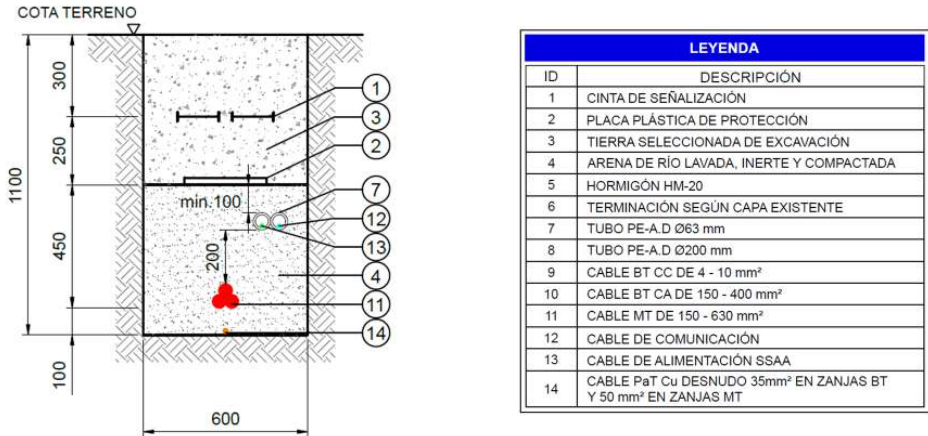 COTA TERRENO
300
250
1100
450
100
min.100
200
600
1
3
2
7
12
13
4
11
14
LEYENDA
ID DESCRIPCIÓN
1 CINTA DE SEÑALIZACIÓN
2 PLACA PLÁSTICA DE PROTECCIÓN
3 TIERRA SELECCIONADA DE EXCAVACIÓN
4 ARENA DE RÍO LAVADA, INERTE Y COMPACTADA
5 HORMIGÓN HM-20
6 TERMINACIÓN SEGÚN CAPA EXISTENTE
7 TUBO PE-A.D Ø63 mm
8 TUBO PE-A.D Ø200 mm
9 CABLE BT CC DE 4 - 10 mm²
10 CABLE BT CA DE 150 - 400 mm²
11 CABLE MT DE 150 - 630 mm²
12 CABLE DE COMUNICACIÓN
13 CABLE DE ALIMENTACIÓN SSAA
14 CABLE PaT Cu DESNUDO 35mm² EN ZANJAS BT
Y 50 mm² EN ZANJAS MT